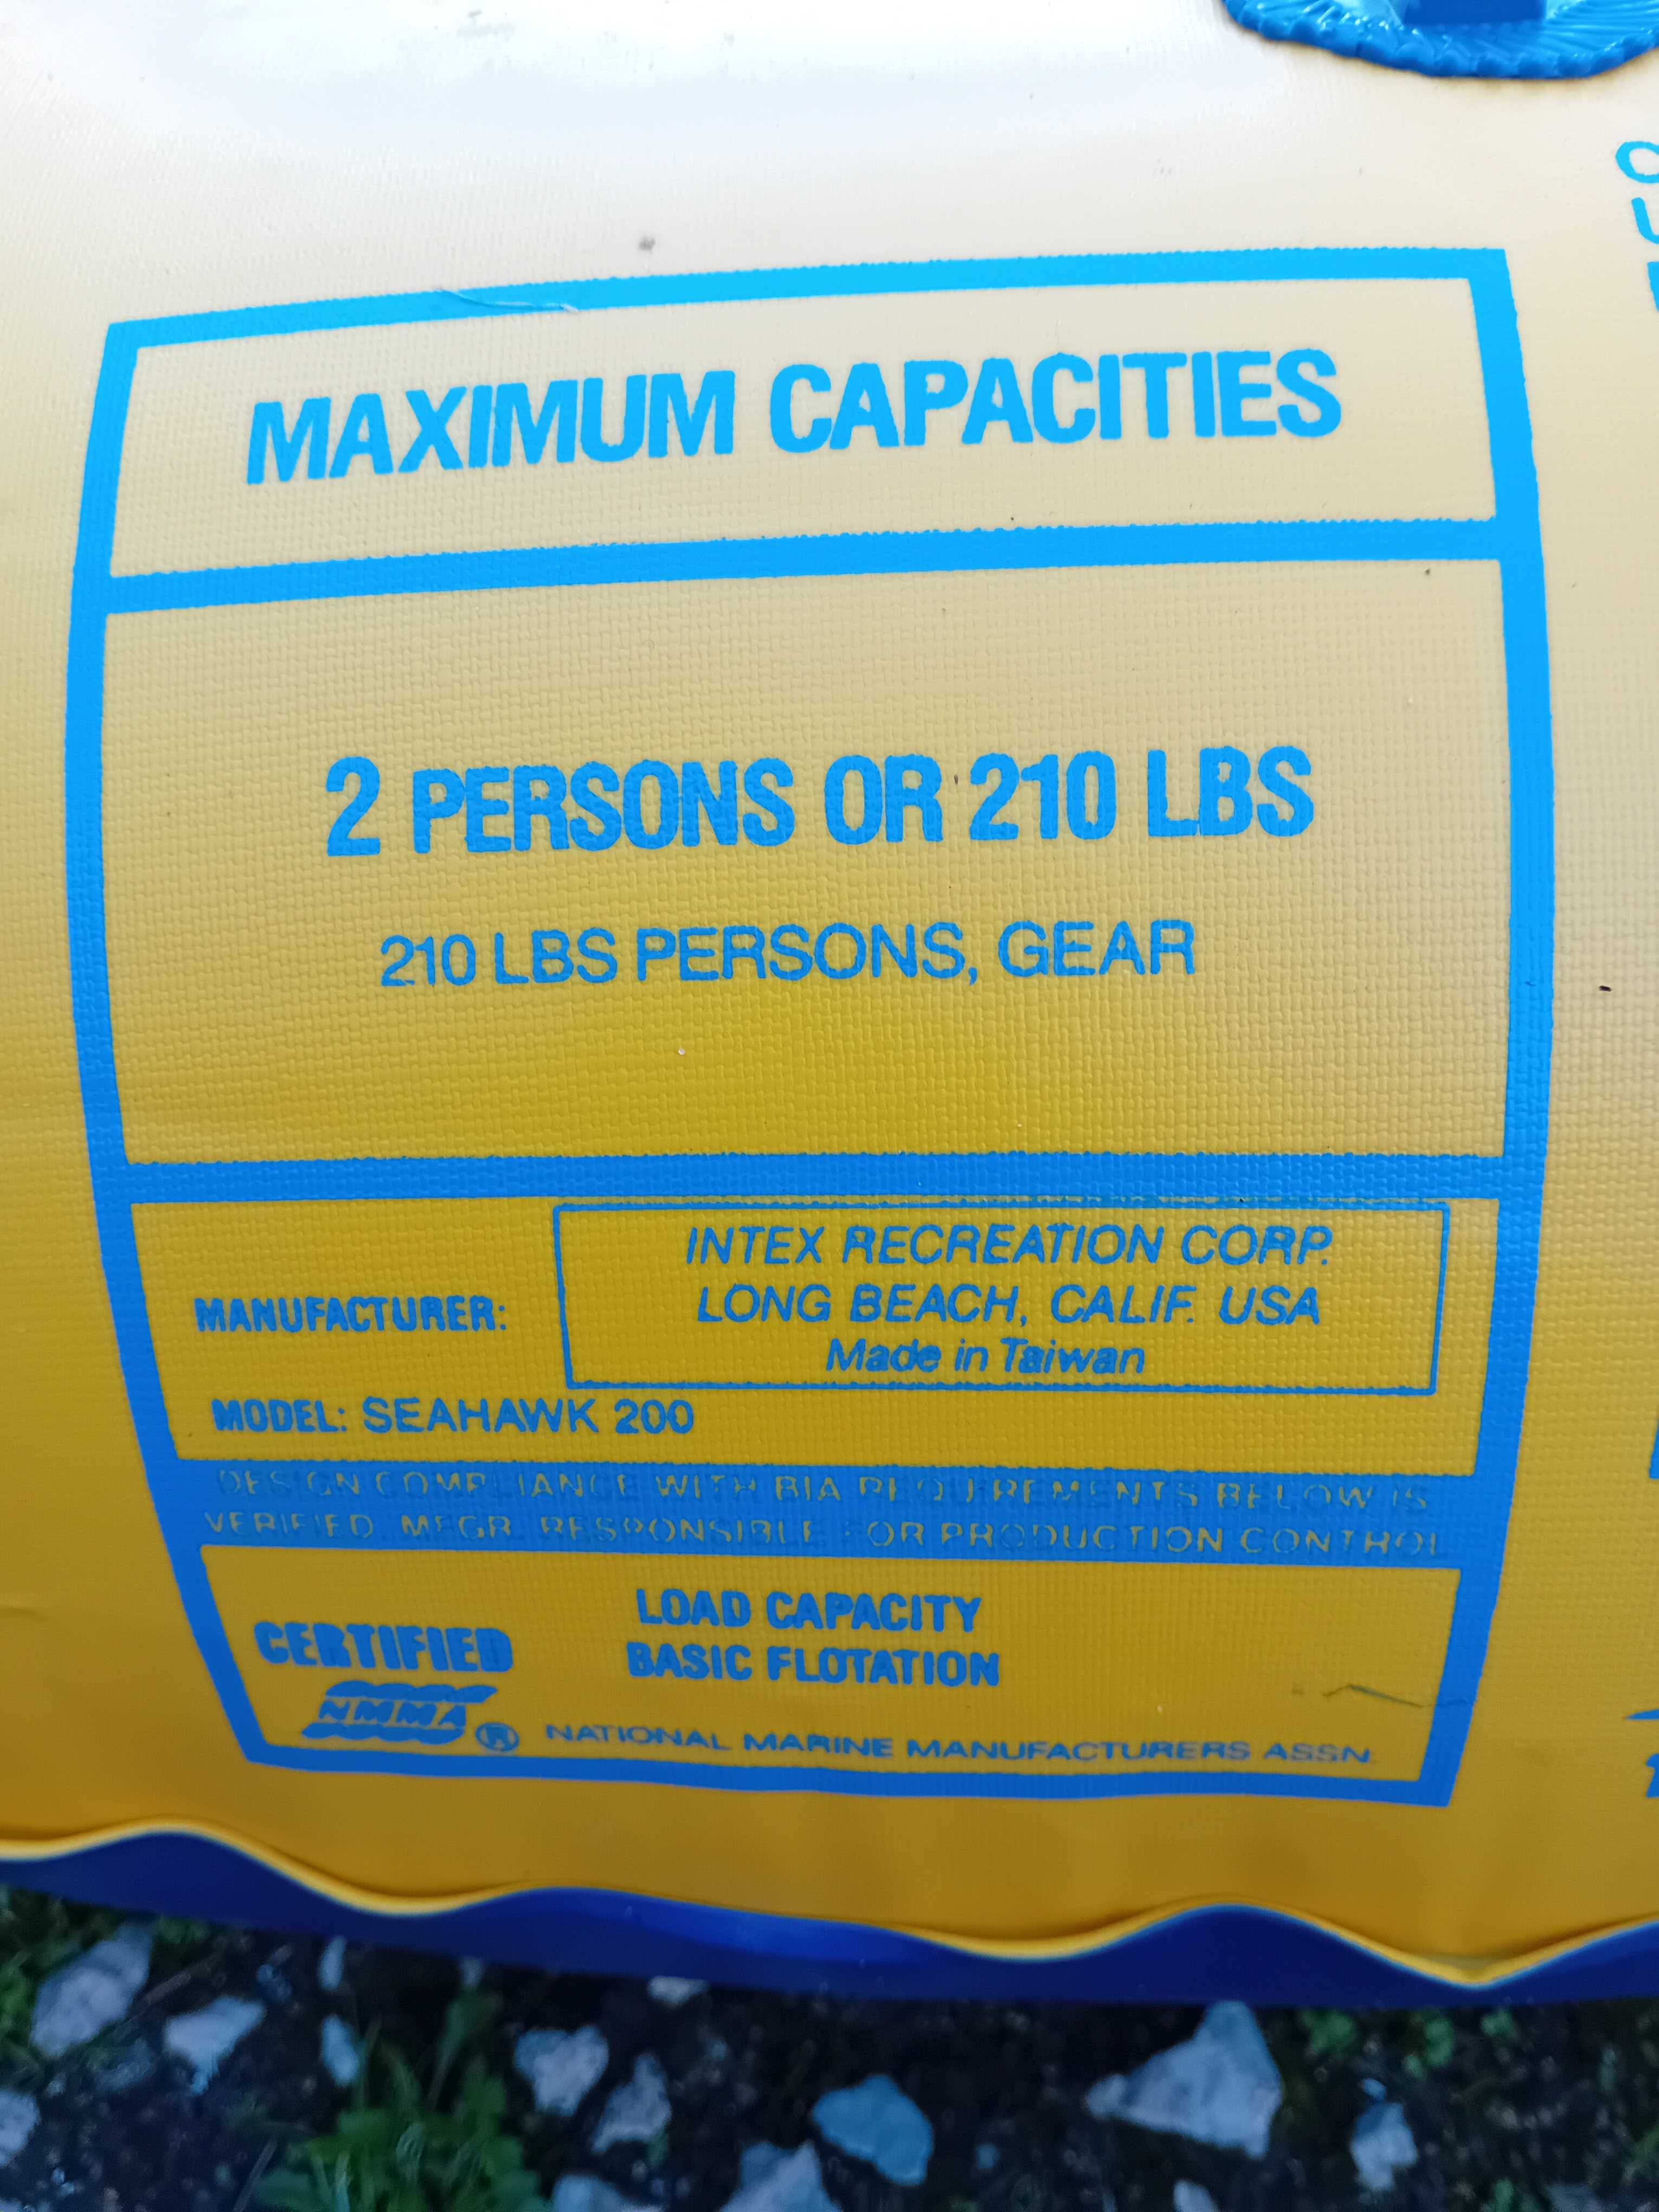 MAXIMUM CAPACITIES
2 PERSONS OR 210 LBS
210 LBS PERSONS, GEAR
MANUFACTURER:
INTEX RECREATION CORP.
LONG BEACH, CALIF. USA
Made in Taiwan
MODEL: SEAHAWK 200
DESIGN COMPLIANCE WITH BIA REQUIREMENTS BELOW IS
VERIFIED. MFGR. RESPONSIBLE FOR PRODUCTION CONTROL
LOAD CAPACITY
BASIC FLOTATION
CERTIFIED
NMMA ® NATIONAL MARINE MANUFACTURERS ASSN.